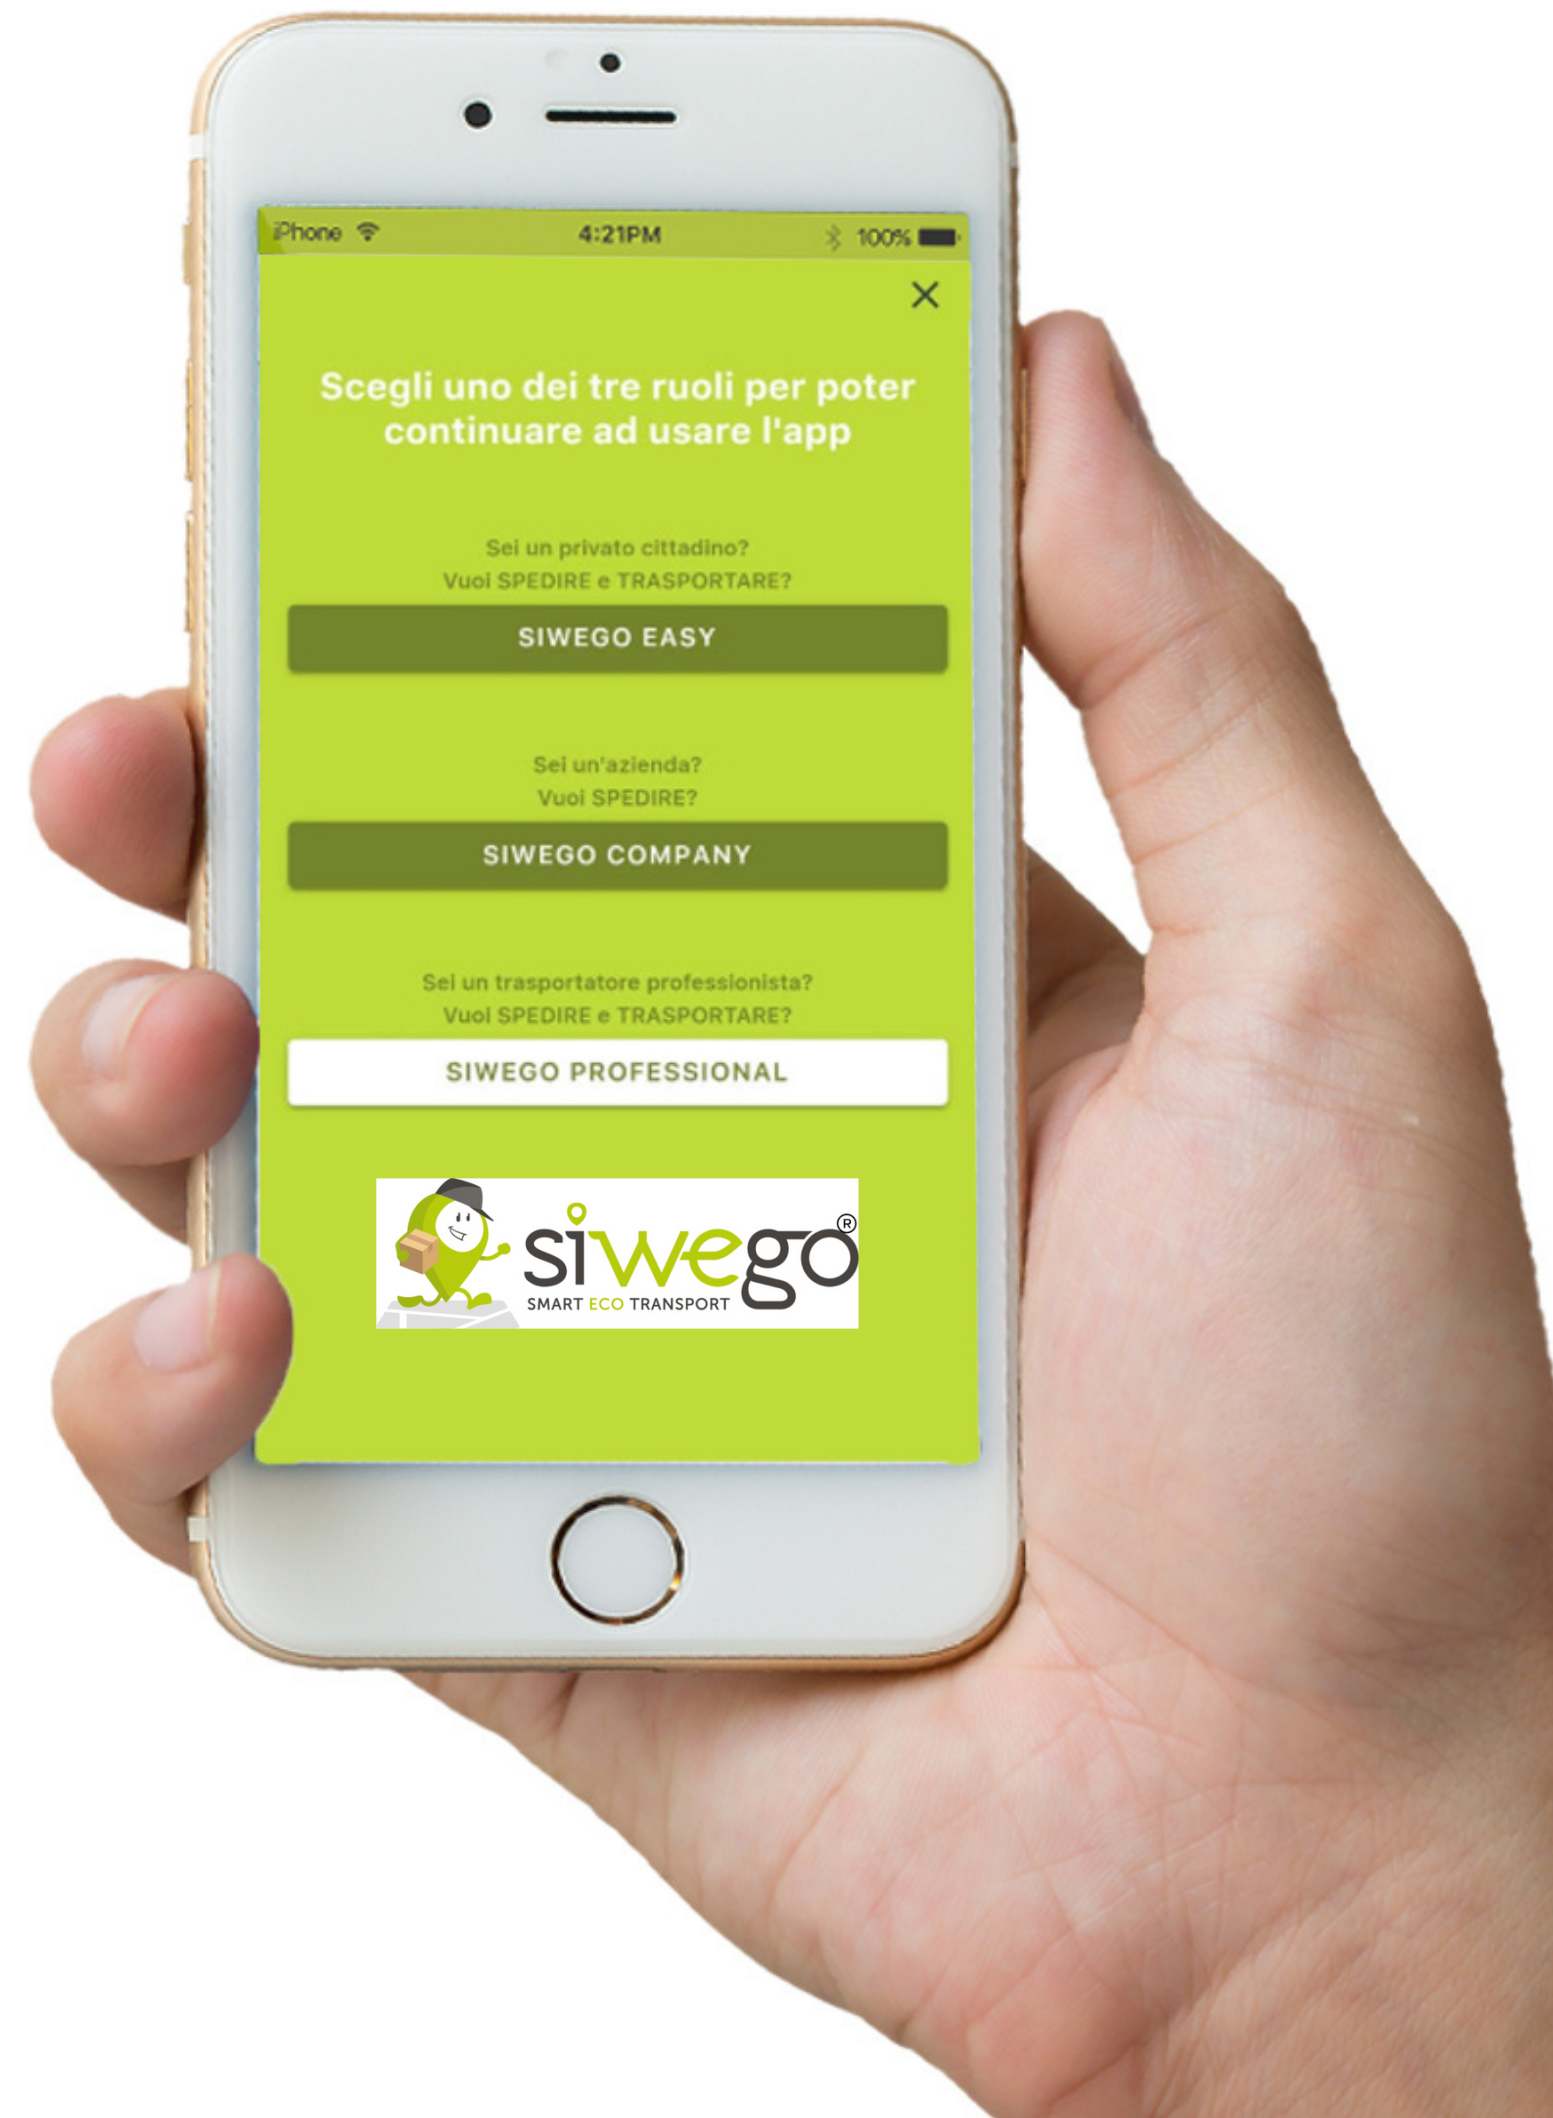 iPhone 4:21PM 100%
Scegli uno dei tre ruoli per poter
continuare ad usare l'app
Sei un privato cittadino?
Vuoi SPEDIRE e TRASPORTARE?
SIWEGO EASY
Sei un'azienda?
Vuoi SPEDIRE?
SIWEGO COMPANY
Sei un trasportatore professionista?
Vuoi SPEDIRE e TRASPORTARE?
SIWEGO PROFESSIONAL
siwego®
SMART ECO TRANSPORT